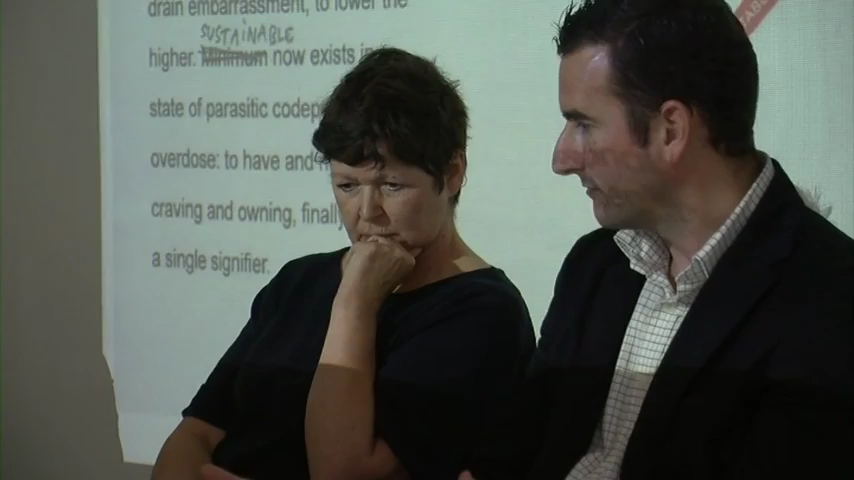 drain embarrassment, to lower the
SUSTAINABLE
higher. Minimum now exists in
state of parasitic codep
overdose: to have and
craving and owning, finally
a single signifier.